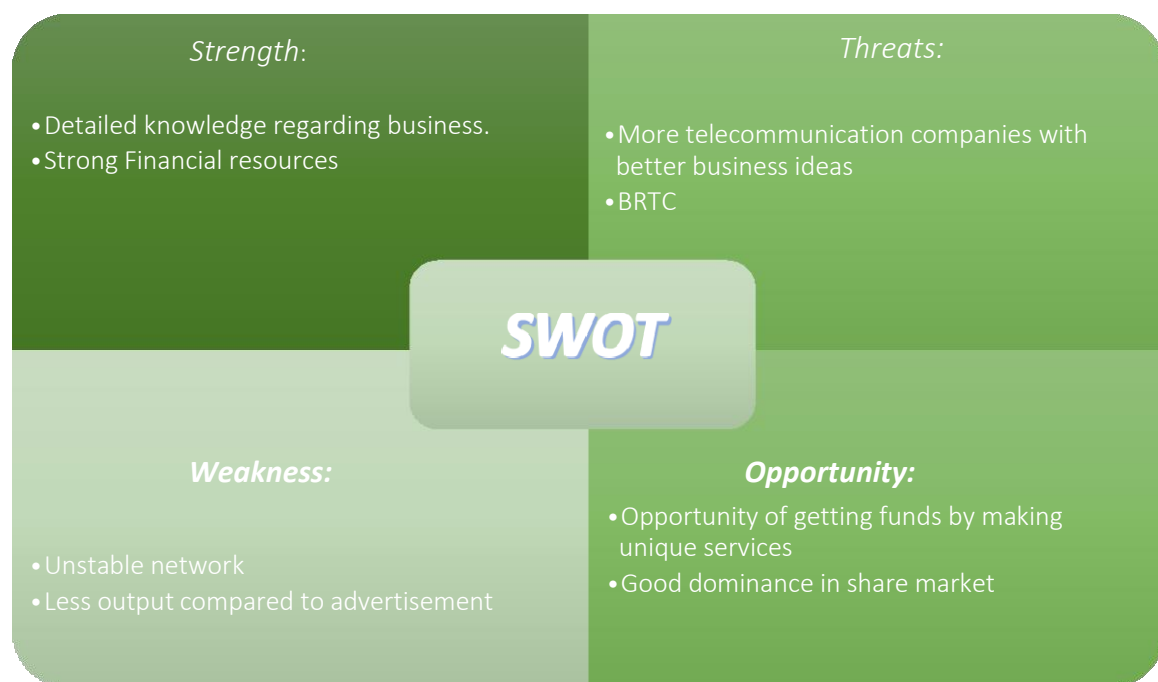 Strength:
•Detailed knowledge regarding business.
•Strong Financial resources
Threats:
•More telecommunication companies with
better business ideas
•BRTC
SWOT
Weakness:
•Unstable network
•Less output compared to advertisement
Opportunity:
•Opportunity of getting funds by making
unique services
•Good dominance in share market